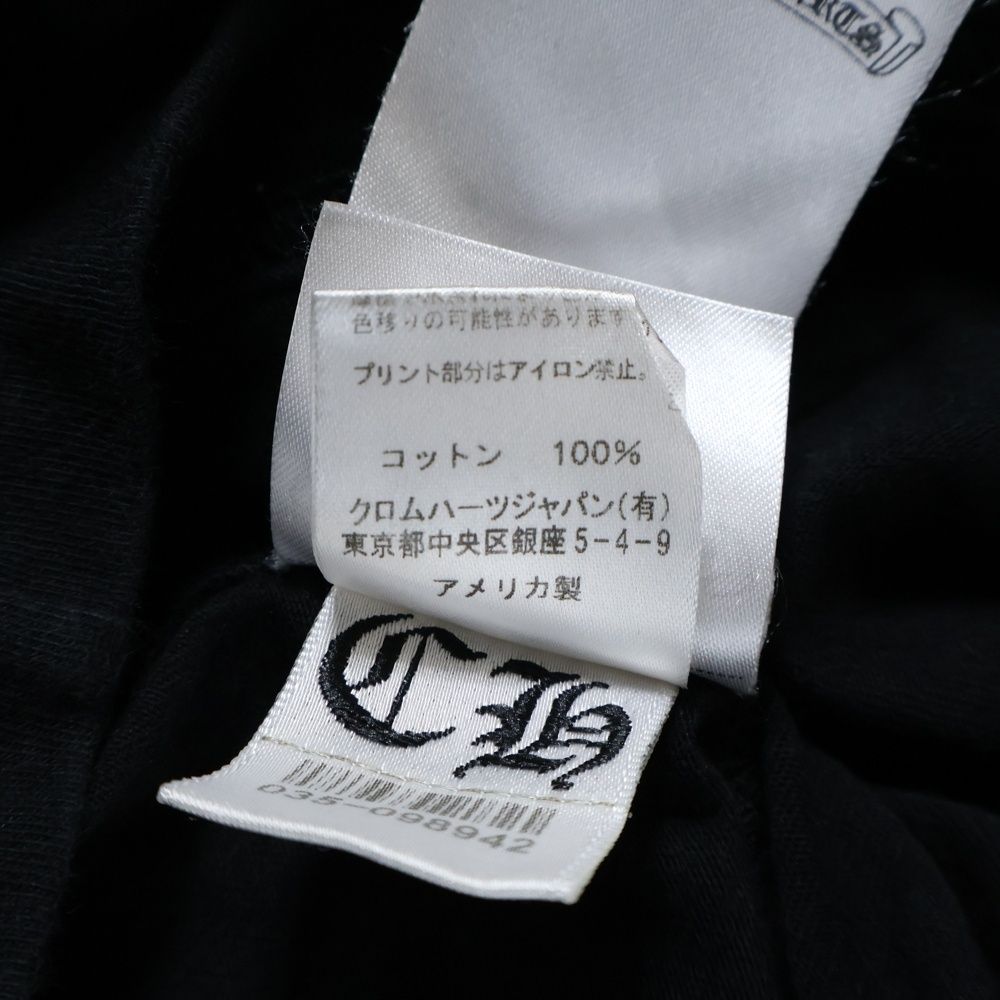 色移りの可能性があります
プリント部分はアイロン禁止。
コットン 100%
クロムハーツジャパン(有)
東京都中央区銀座5-4-9
アメリカ製
CH
D35-098942